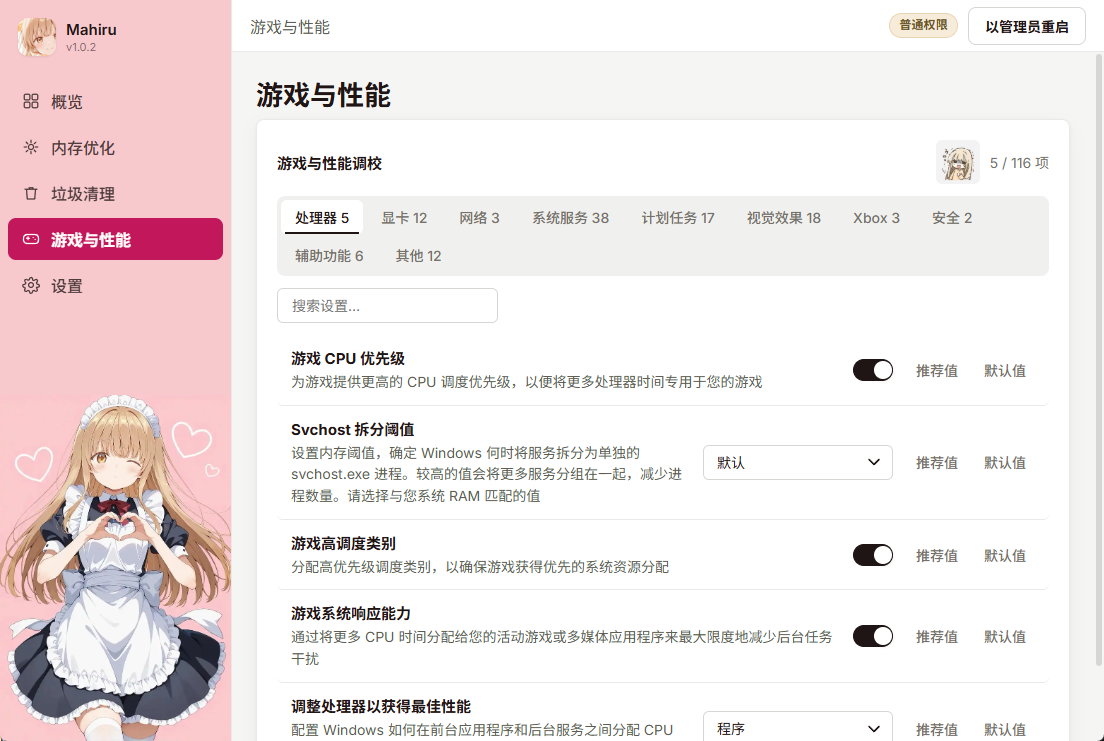 Mahiru
v1.0.2
概览
内存优化
垃圾清理
游戏与性能
设置
游戏与性能
普通权限
以管理员重启
游戏与性能
游戏与性能调校
5 / 116 项
处理器 5
显卡 12
网络 3
系统服务 38
计划任务 17
视觉效果 18
Xbox 3
安全 2
辅助功能 6
其他 12
搜索设置...
游戏 CPU 优先级
为游戏提供更高的 CPU 调度优先级，以便将更多处理器时间专用于您的游戏
推荐值
默认值
Svchost 拆分阈值
设置内存阈值，确定 Windows 何时将服务拆分为单独的
svchost.exe 进程。较高的值会将更多服务分组在一起，减少进
程数量。请选择与您系统 RAM 匹配的值
默认
推荐值
默认值
游戏高调度类别
分配高优先级调度类别，以确保游戏获得优先的系统资源分配
推荐值
默认值
游戏系统响应能力
通过将更多 CPU 时间分配给您的活动游戏或多媒体应用程序来最大限度地减少后台任务
干扰
推荐值
默认值
调整处理器以获得最佳性能
配置 Windows 如何在前台应用程序和后台服务之间分配 CPU
程序
推荐值
默认值